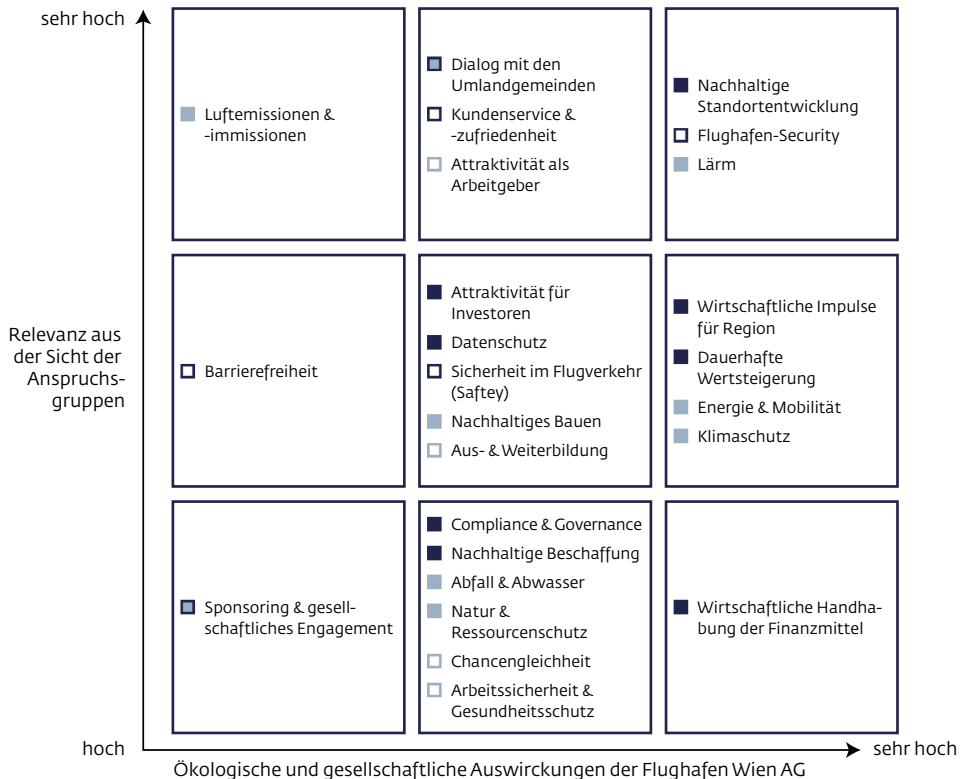 sehr hoch
Luftemissionen &
-immissionen
Dialog mit den
Umlandgemeinden
Kundenservice &
-zufriedenheit
Attraktivität als
Arbeitgeber
Nachhaltige
Standortentwicklung
Flughafen-Security
Lärm
Relevanz aus
der Sicht der
Anspruchs-
gruppen
Barrierefreiheit
Attraktivität für
Investoren
Datenschutz
Sicherheit im Flugverkehr
(Saftey)
Nachhaltiges Bauen
Aus- & Weiterbildung
Wirtschaftliche Impulse
für Region
Dauerhafte
Wertsteigerung
Energie & Mobilität
Klimaschutz
Sponsoring & gesell-
schaftliches Engagement
Compliance & Governance
Nachhaltige Beschaffung
Abfall & Abwasser
Natur &
Ressourcenschutz
Chancengleichheit
Arbeitssicherheit &
Gesundheitsschutz
Wirtschaftliche Handha-
bung der Finanzmittel
hoch
sehr hoch
Ökologische und gesellschaftliche Auswirckungen der Flughafen Wien AG